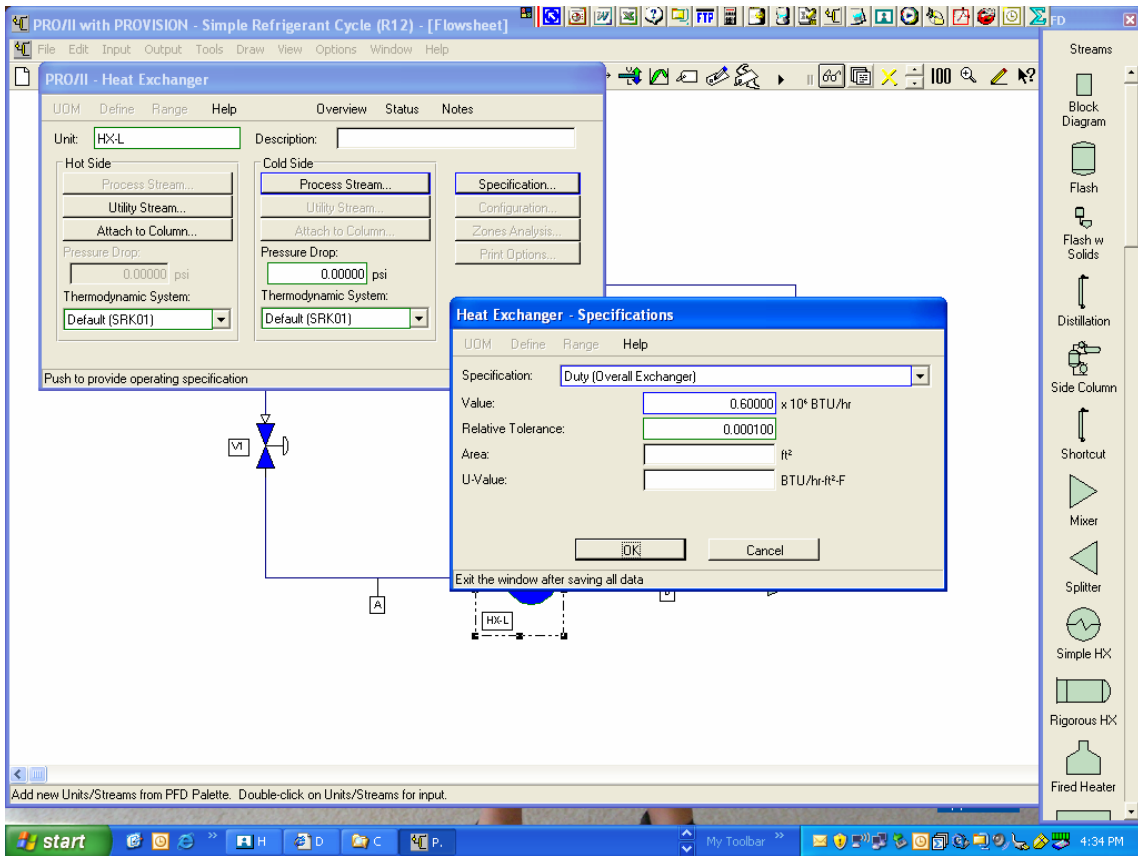 PRO/II with PROVISION - Simple Refrigerant Cycle (R12) - [Flowsheet]
FTP
PFD
File Edit Input Output Tools Draw View Options Window Help
100
PRO/II - Heat Exchanger
UOM Define Range Help Overview Status Notes
Unit: HX-L Description:
Hot Side Cold Side
Process Stream... Process Stream... Specification...
Utility Stream... Utility Stream... Configuration...
Attach to Column... Attach to Column... Zones Analysis...
Pressure Drop: Pressure Drop: Print Options...
0.00000 psi 0.00000 psi
Thermodynamic System: Thermodynamic System:
Default (SRK01) Default (SRK01)
Push to provide operating specification
Heat Exchanger - Specifications
UOM Define Range Help
Specification: Duty (Overall Exchanger)
Value: 0.60000 x 10⁶ BTU/hr
Relative Tolerance: 0.000100
Area: ft²
U-Value: BTU/hr-ft²-F
OK Cancel
Exit the window after saving all data
V1
A
HX-L
Streams
Block
Diagram
Flash
Flash w
Solids
Distillation
Side Column
Shortcut
Mixer
Splitter
Simple HX
Rigorous HX
Fired Heater
Add new Units/Streams from PFD Palette. Double-click on Units/Streams for input.
start H D C P. My Toolbar 4:34 PM